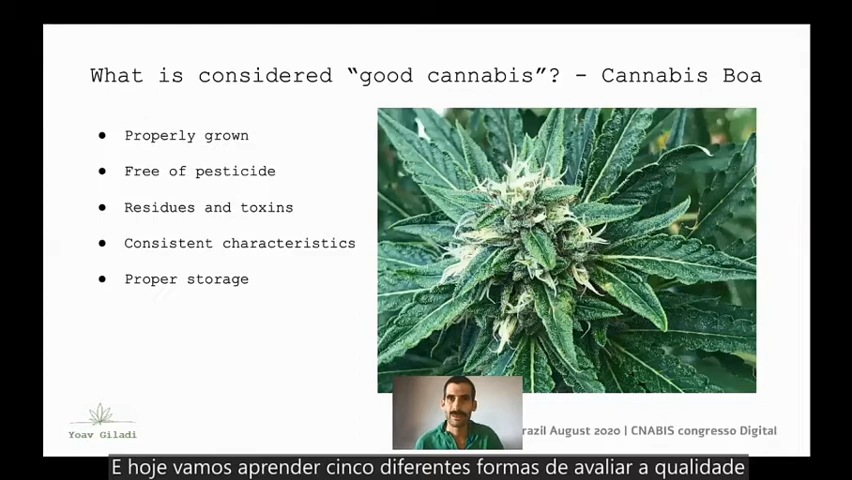 What is considered “good cannabis”? - Cannabis Boa
Properly grown
Free of pesticide
Residues and toxins
Consistent characteristics
Proper storage
Yoav Giladi
razil August 2020 | CNABIS congresso Digital
E hoje vamos aprender cinco diferentes formas de avaliar a qualidade